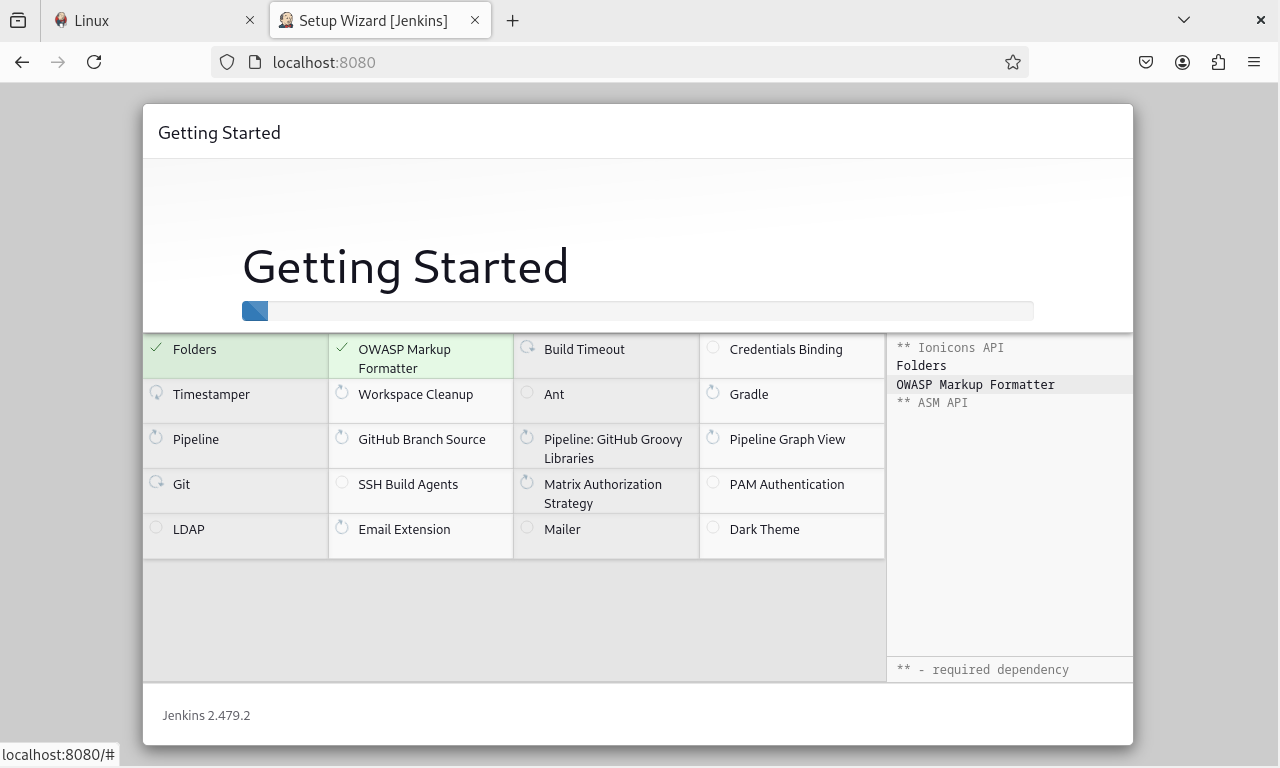 Linux
Setup Wizard [Jenkins]
localhost:8080
Getting Started
Getting Started
Folders
OWASP Markup
Formatter
Build Timeout
Credentials Binding
Timestamper
Workspace Cleanup
Ant
Gradle
Pipeline
GitHub Branch Source
Pipeline: GitHub Groovy
Libraries
Pipeline Graph View
Git
SSH Build Agents
Matrix Authorization
Strategy
PAM Authentication
LDAP
Email Extension
Mailer
Dark Theme
** Ionicons API
Folders
OWASP Markup Formatter
** ASM API
** - required dependency
Jenkins 2.479.2
localhost:8080/#